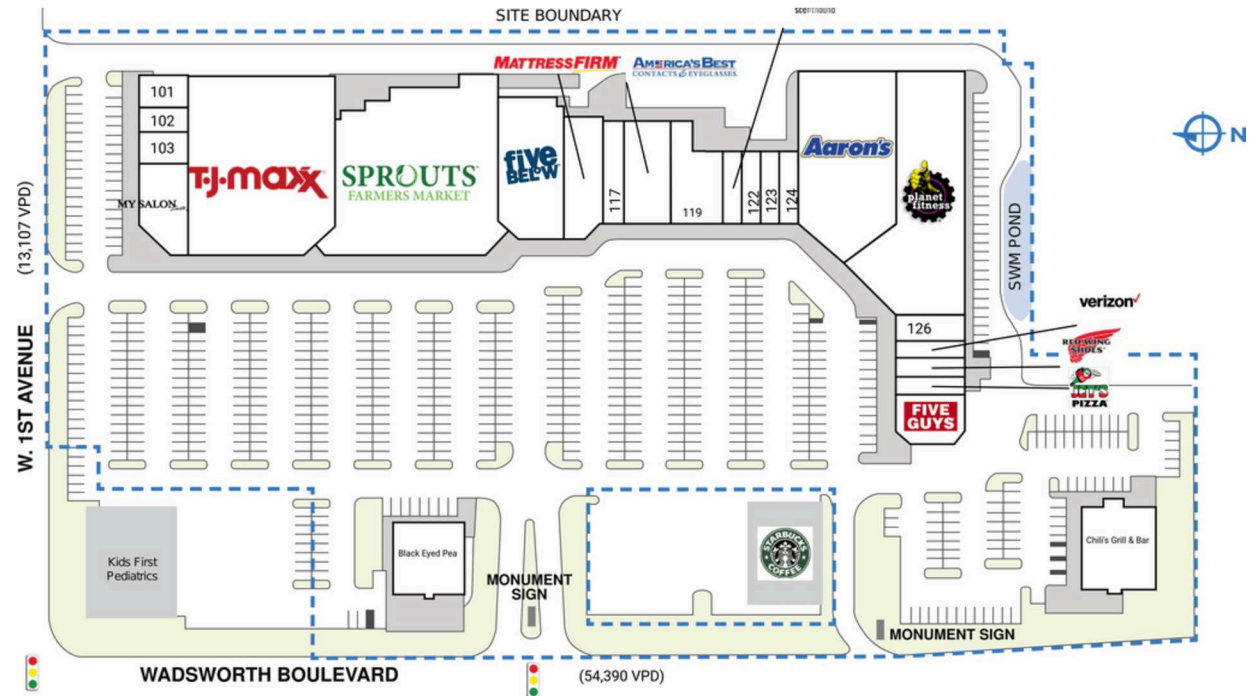 SITE BOUNDARY
MATTRESSFIRM
AMERICA'S BEST
CONTACTS & EYEGLASSES
101
102
103
MY SALON
T·J·maxx
SPROUTS
FARMERS MARKET
five
BEL°W
117
119
122
123
124
Aaron's
planet
fitness
N
SWM POND
(13,107 VPD)
W. 1ST AVENUE
126
verizon
RED WING
SHOES
JET'S
PIZZA
FIVE
GUYS
Kids First
Pediatrics
Black Eyed Pea
MONUMENT
SIGN
STARBUCKS
COFFEE
Chili's Grill & Bar
MONUMENT SIGN
WADSWORTH BOULEVARD
(54,390 VPD)